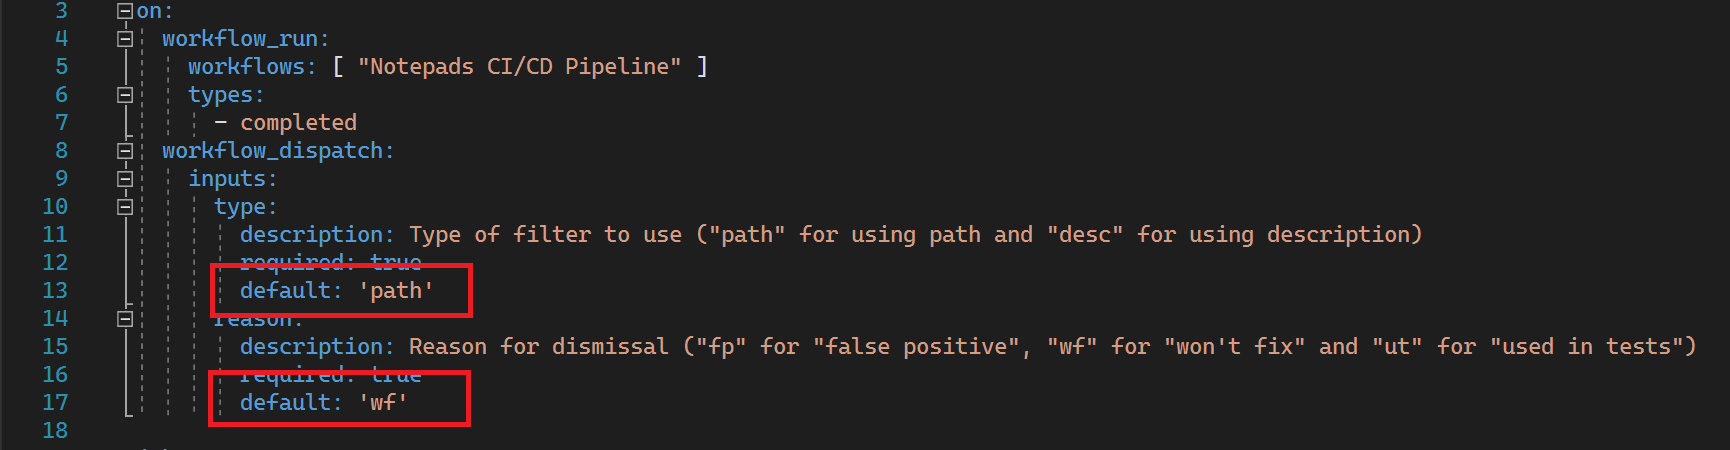 3 on:
4 workflow_run:
5 workflows: [ "Notepads CI/CD Pipeline" ]
6 types:
7 - completed
8 workflow_dispatch:
9 inputs:
10 type:
11 description: Type of filter to use ("path" for using path and "desc" for using description)
12 required: true
13 default: 'path'
14 reason:
15 description: Reason for dismissal ("fp" for "false positive", "wf" for "won't fix" and "ut" for "used in tests")
16 required: true
17 default: 'wf'
18